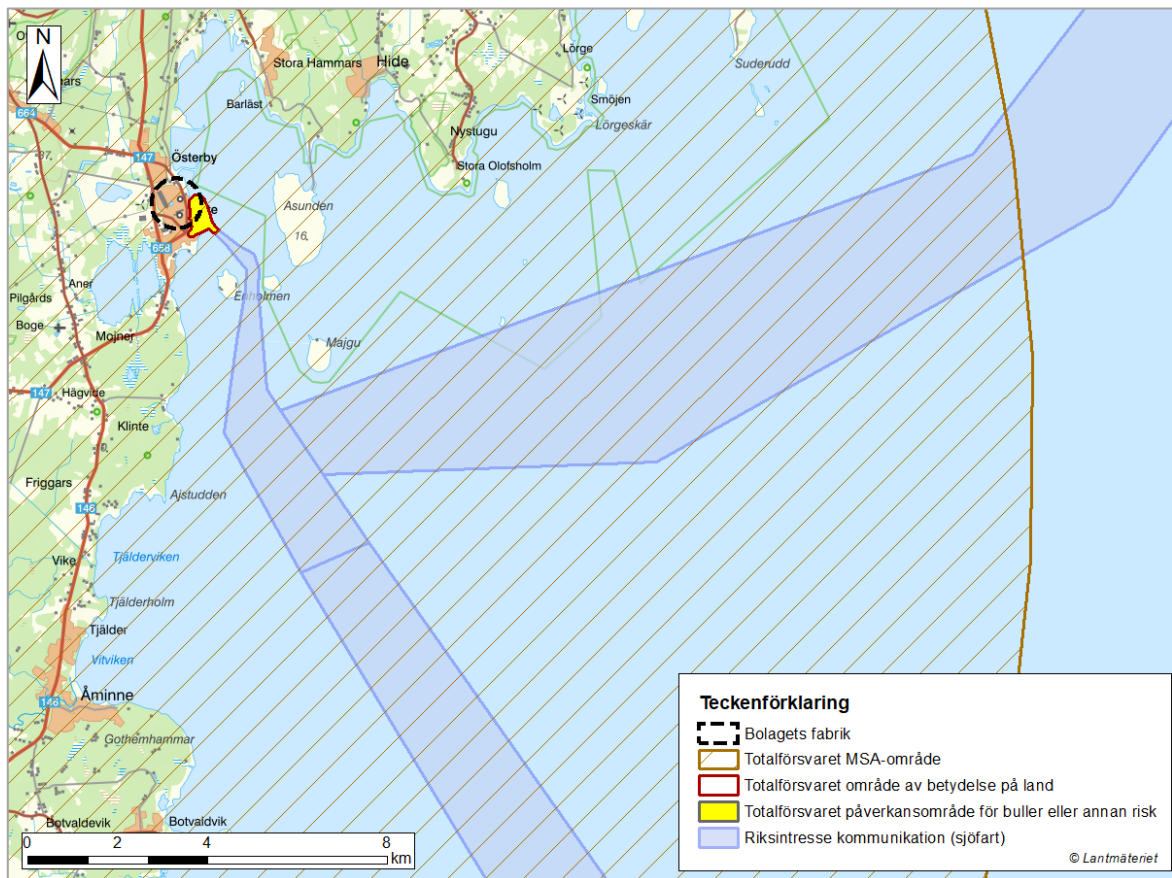 N
664
37.
147
Österby
Stora Hammars
Hide
Barläst
Lörge
Smöjen
Lörgeskär
Suderudd
Nystugu
Stora Olofsholm
Asunden
16.
658
Aner
Pilgårds
Boge
Mojner
Enholmen
Majgu
147
Hägvide
Klinte
Friggars
Ajstudden
146
Vike
Tjälderviken
Tjälderholm
Tjälder
Vitviken
146
Åminne
Gothemhammar
Botvaldevik
Botvaldvik
0 2 4 8
km
Teckenförklaring
Bolagets fabrik
Totalförsvaret MSA-område
Totalförsvaret område av betydelse på land
Totalförsvaret påverkansområde för buller eller annan risk
Riksintresse kommunikation (sjöfart)
© Lantmäteriet